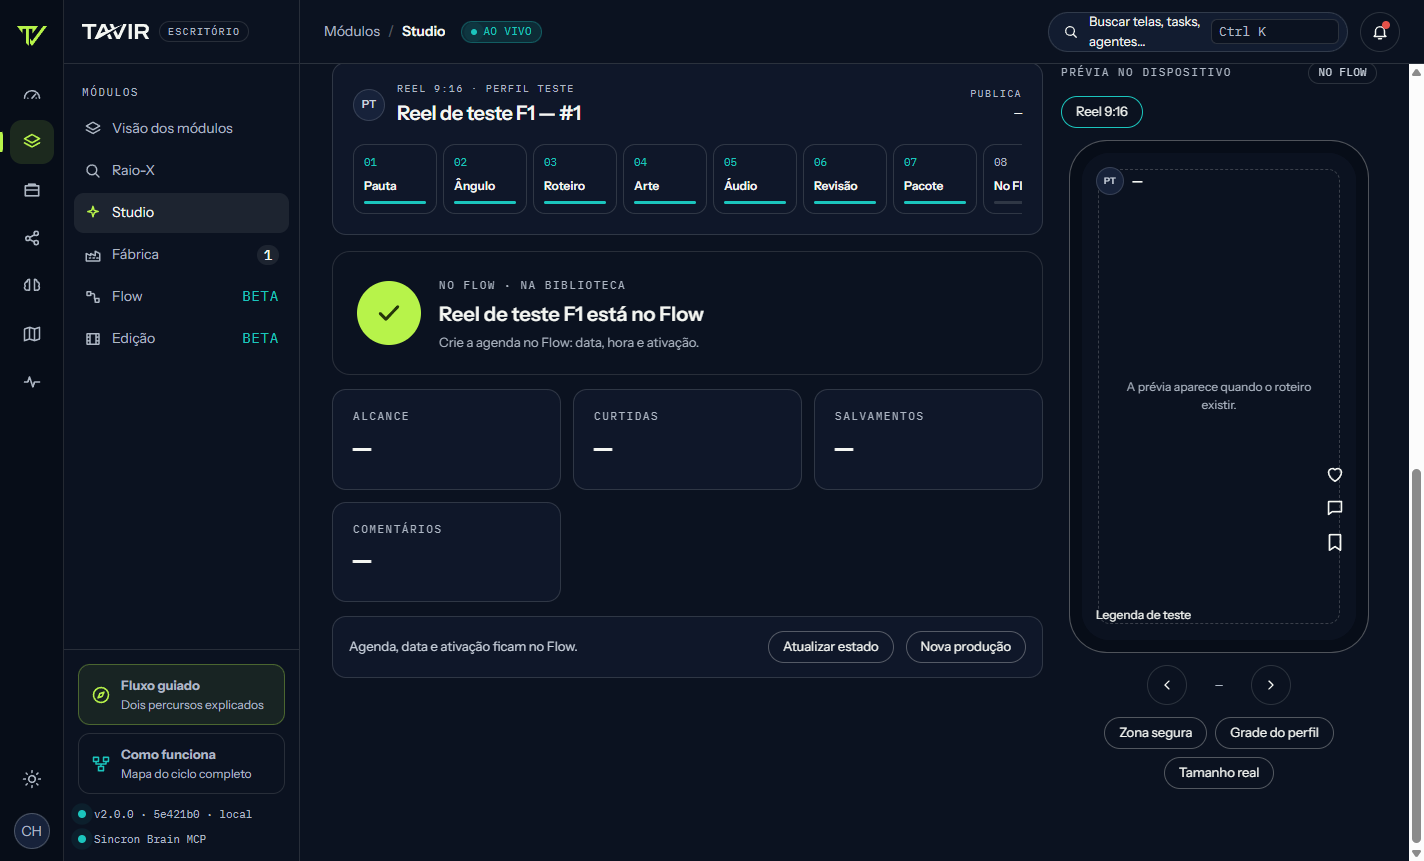 TAVIR
ESCRITÓRIO
Módulos / Studio
AO VIVO
Buscar telas, tasks,
agentes...
Ctrl K
MÓDULOS
Visão dos módulos
Raio-X
Studio
Fábrica
1
Flow
BETA
Edição
BETA
Fluxo guiado
Dois percursos explicados
Como funciona
Mapa do ciclo completo
v2.0.0 · 5e421b0 · local
Sincron Brain MCP
CH
PT
REEL 9:16 · PERFIL TESTE
Reel de teste F1 — #1
PUBLICA
—
01
Pauta
02
Ângulo
03
Roteiro
04
Arte
05
Áudio
06
Revisão
07
Pacote
08
No Fl
NO FLOW · NA BIBLIOTECA
Reel de teste F1 está no Flow
Crie a agenda no Flow: data, hora e ativação.
ALCANCE
—
CURTIDAS
—
SALVAMENTOS
—
COMENTÁRIOS
—
Agenda, data e ativação ficam no Flow.
Atualizar estado
Nova produção
PRÉVIA NO DISPOSITIVO
NO FLOW
Reel 9:16
PT
—
A prévia aparece quando o roteiro
existir.
Legenda de teste
—
Zona segura
Grade do perfil
Tamanho real